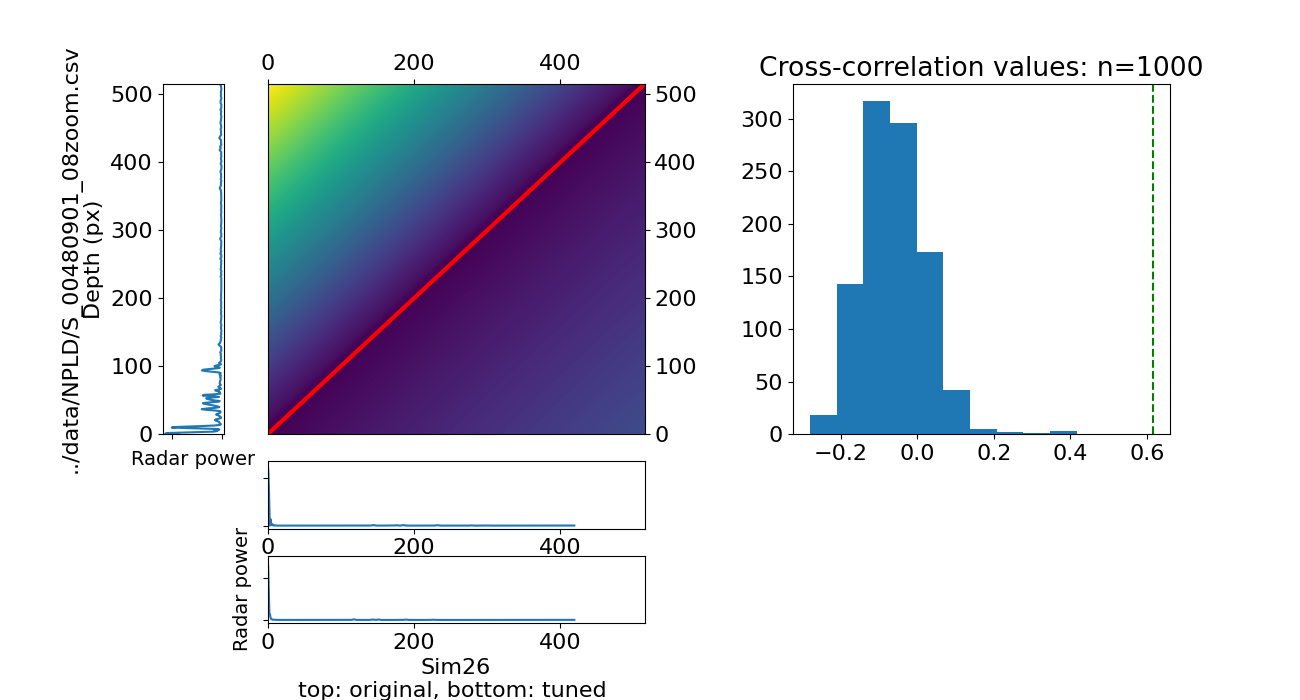 ../data/NPLD/S_00480901_08zoom.csv
Depth (px)
0 200 400
500
400
300
200
100
0
Radar power
500
400
300
200
100
0
0 200 400
Radar power
0 200 400
Sim26
top: original, bottom: tuned
Cross-correlation values: n=1000
300
250
200
150
100
50
0
−0.2 0.0 0.2 0.4 0.6